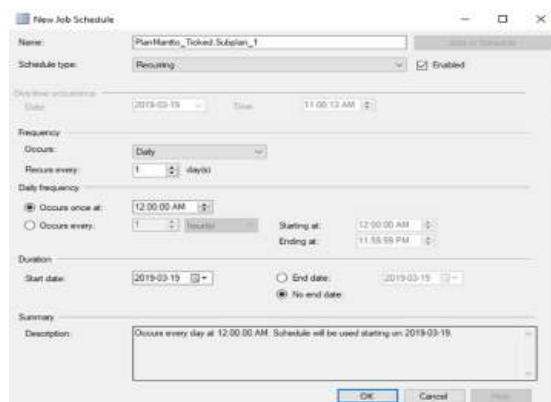 New Job Schedule
Name: PlanMantto_Ticked.Subplan_1
Schedule type: Recurring Enabled
One-time occurrence
Date: 2019-03-19 Time: 11:00:13 AM
Frequency
Occurs: Daily
Recurs every: 1 day(s)
Daily frequency
Occurs once at: 12:00:00 AM
Occurs every: 1 hour(s) Starting at: 12:00:00 AM
Ending at: 11:59:59 PM
Duration
Start date: 2019-03-19 End date: 2019-03-19
No end date:
Summary
Description: Occurs every day at 12:00:00 AM. Schedule will be used starting on 2019-03-19.
OK Cancel Help